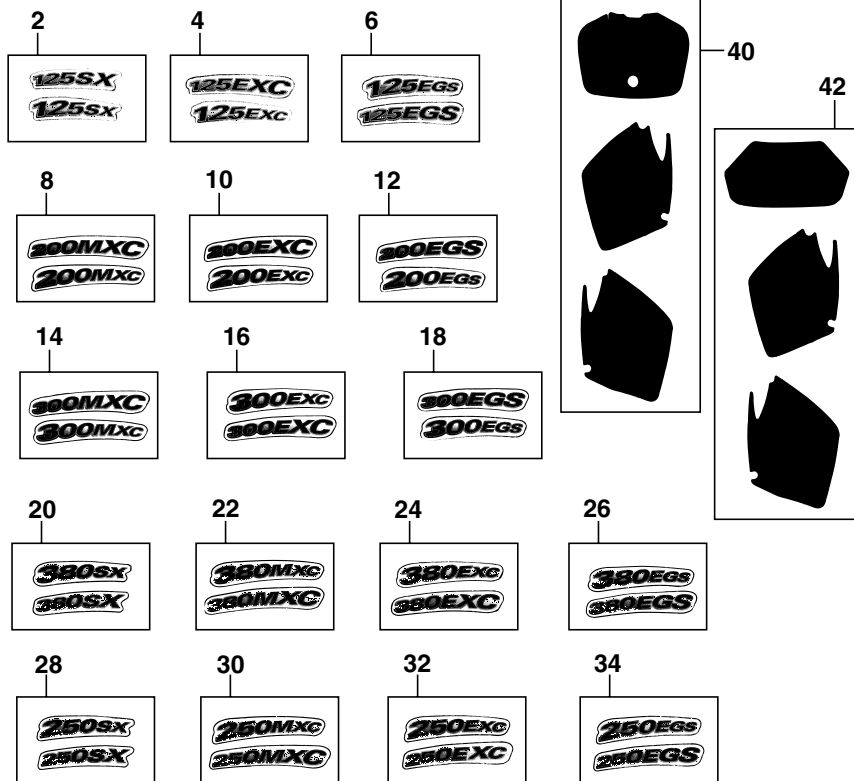 2 4 6
125SX 125EXC 125EGS
125SX 125EXC 125EGS
40
42
8 10 12
200MXC 200EXC 200EGS
200MXC 200EXC 200EGS
14 16 18
300MXC 300EXC 300EGS
300MXC 300EXC 300EGS
20 22 24 26
380SX 380MXC 380EXC 380EGS
380SX 380MXC 380EXC 380EGS
28 30 32 34
250SX 250MXC 250EXC 250EGS
250SX 250MXC 250EXC 250EGS